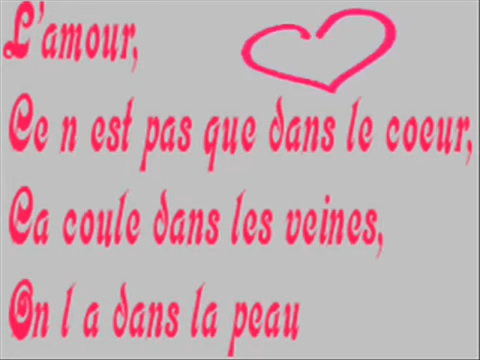 L'amour,
Ce n est pas que dans le coeur,
Ca coule dans les veines,
On l a dans la peau